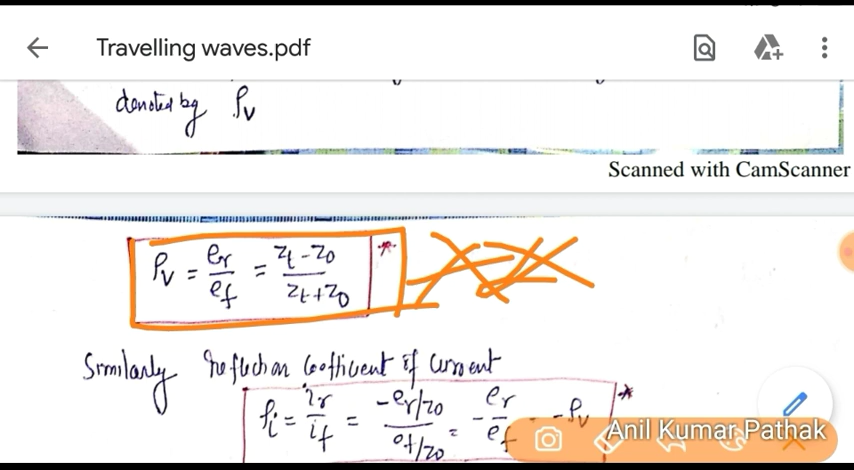 Travelling waves.pdf
denoted by ρv
Scanned with CamScanner
ρv = er/ef = zt-z0/zt+z0 *
Similarly reflection coefficient of current
ρi = ir/if = -er/z0 / ef/z0 = -er/ef = -ρv *
Anil Kumar Pathak